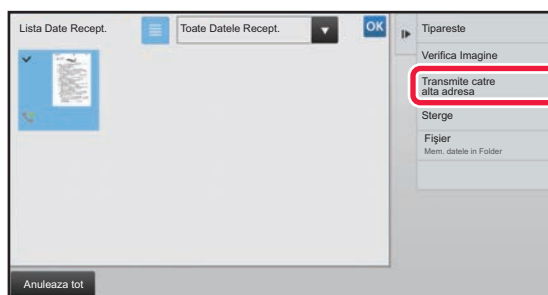 Lista Date Recept.
Toate Datele Recept.
OK
Tipareste
Verifica Imagine
Transmite catre
alta adresa
Sterge
Fişier
Mem. datele in Folder
Anuleaza tot